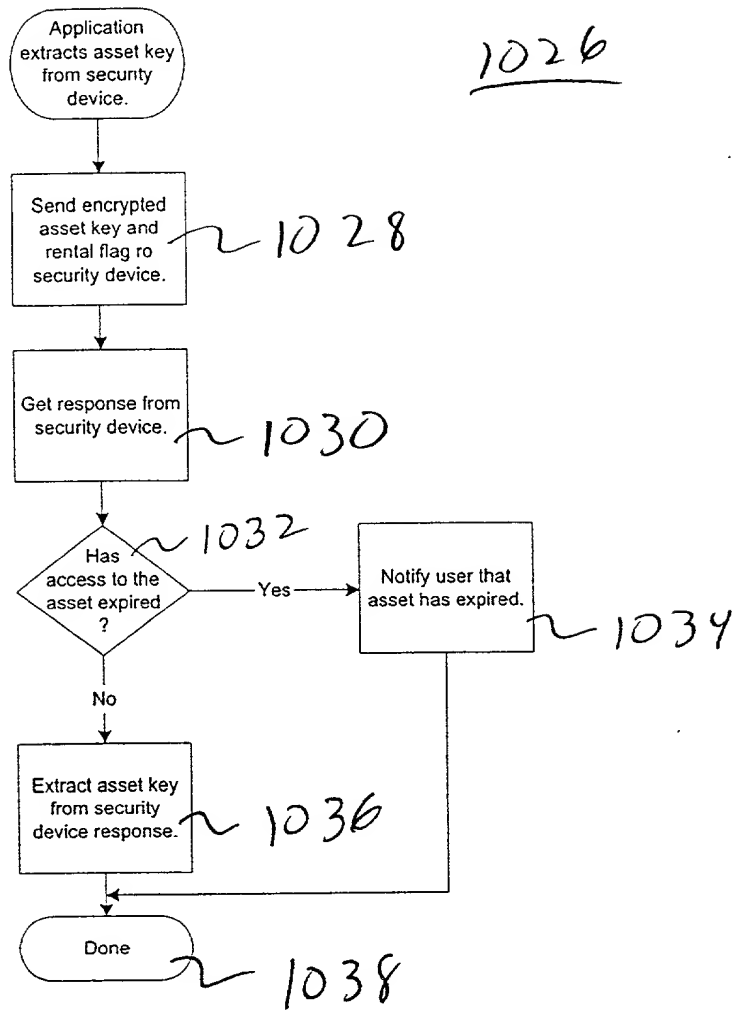 Application
extracts asset key
from security
device.
1026
Send encrypted
asset key and
rental flag ro
security device.
1028
Get response from
security device.
1030
Has
access to the
asset expired
?
1032
Yes
Notify user that
asset has expired.
1034
No
Extract asset key
from security
device response.
1036
Done
1038